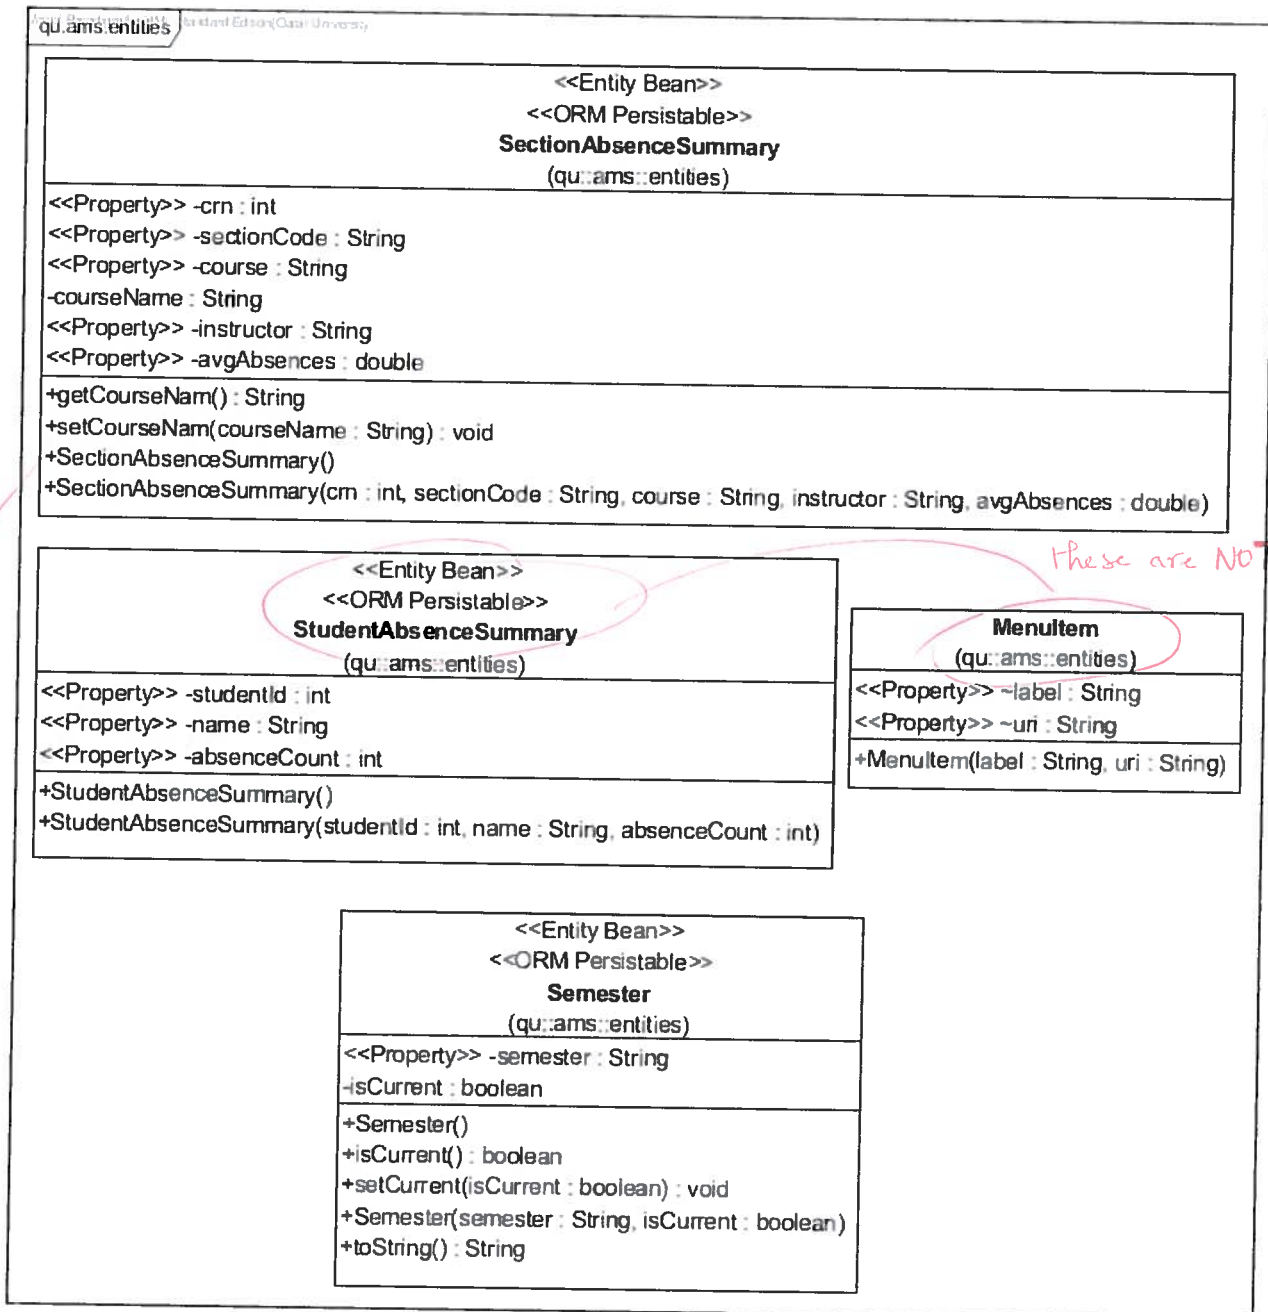 qu.ams.entities
Standard Edition(Qatar University)
<<Entity Bean>>
<<ORM Persistable>>
SectionAbsenceSummary
(qu::ams::entities)
<<Property>> -crn : int
<<Property>> -sectionCode : String
<<Property>> -course : String
-courseName : String
<<Property>> -instructor : String
<<Property>> -avgAbsences : double
+getCourseNam() : String
+setCourseNam(courseName : String) : void
+SectionAbsenceSummary()
+SectionAbsenceSummary(crn : int, sectionCode : String, course : String, instructor : String, avgAbsences : double)
these are NOT
<<Entity Bean>>
<<ORM Persistable>>
StudentAbsenceSummary
(qu::ams::entities)
<<Property>> -studentId : int
<<Property>> -name : String
<<Property>> -absenceCount : int
+StudentAbsenceSummary()
+StudentAbsenceSummary(studentId : int, name : String, absenceCount : int)
MenuItem
(qu::ams::entities)
<<Property>> ~label : String
<<Property>> ~uri : String
+MenuItem(label : String, uri : String)
<<Entity Bean>>
<<ORM Persistable>>
Semester
(qu::ams::entities)
<<Property>> -semester : String
-isCurrent : boolean
+Semester()
+isCurrent() : boolean
+setCurrent(isCurrent : boolean) : void
+Semester(semester : String, isCurrent : boolean)
+toString() : String